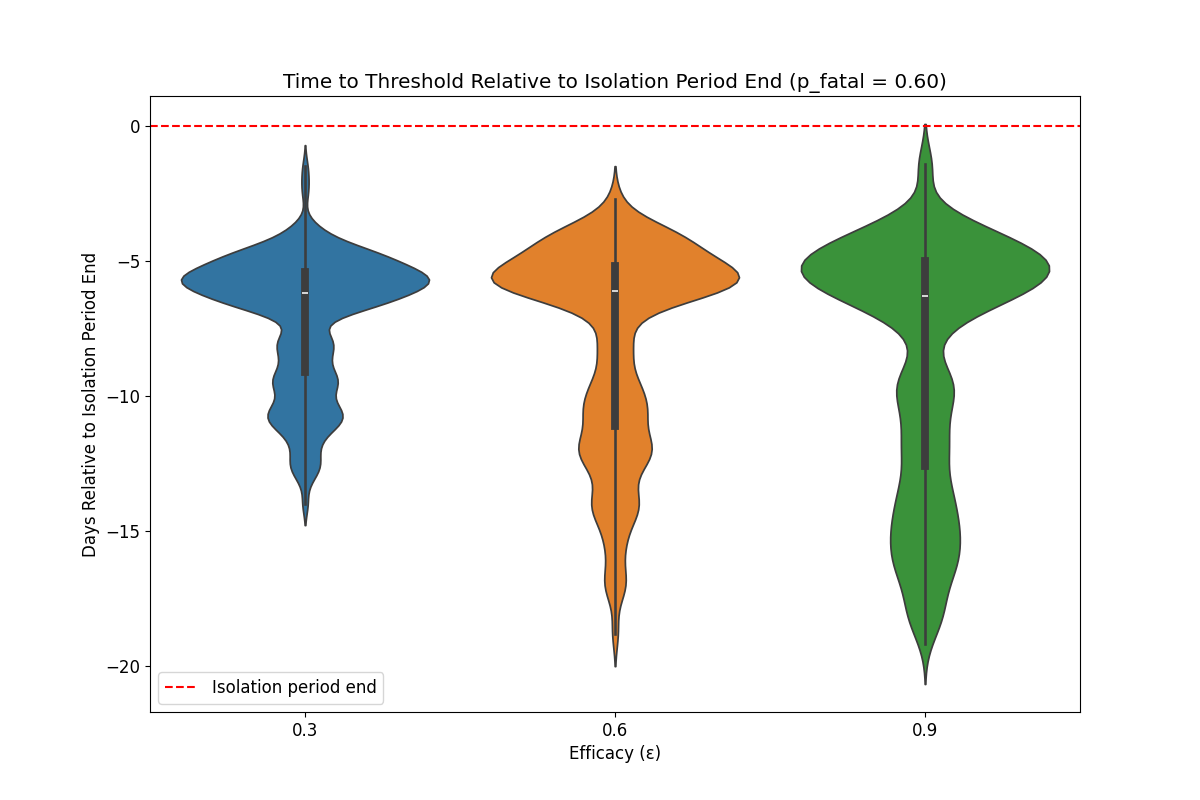 Time to Threshold Relative to Isolation Period End (p_fatal = 0.60)
Days Relative to Isolation Period End
0
−5
−10
−15
−20
Isolation period end
0.3
0.6
0.9
Efficacy (ε)